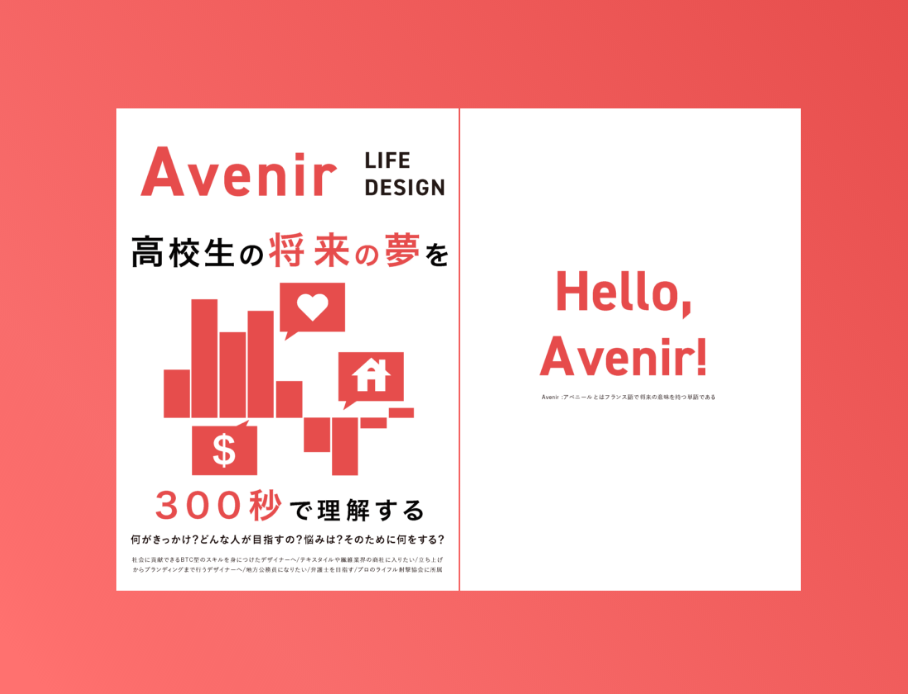 Avenir
LIFE
DESIGN
高校生の将来の夢を
$
300秒で理解する
何がきっかけ?どんな人が目指すの?悩みは?そのために何をする?
社会に貢献できるBTC型のスキルを身につけたデザイナーへ/テキスタイルや繊維業界の商社に入りたい/立ち上げ
からブランディングまで行うデザイナーへ/地方公務員になりたい/弁護士を目指す/プロのライフル射撃協会に所属
Hello,
Avenir!
Avenir :アベニールとはフランス語で将来の意味を持つ単語である